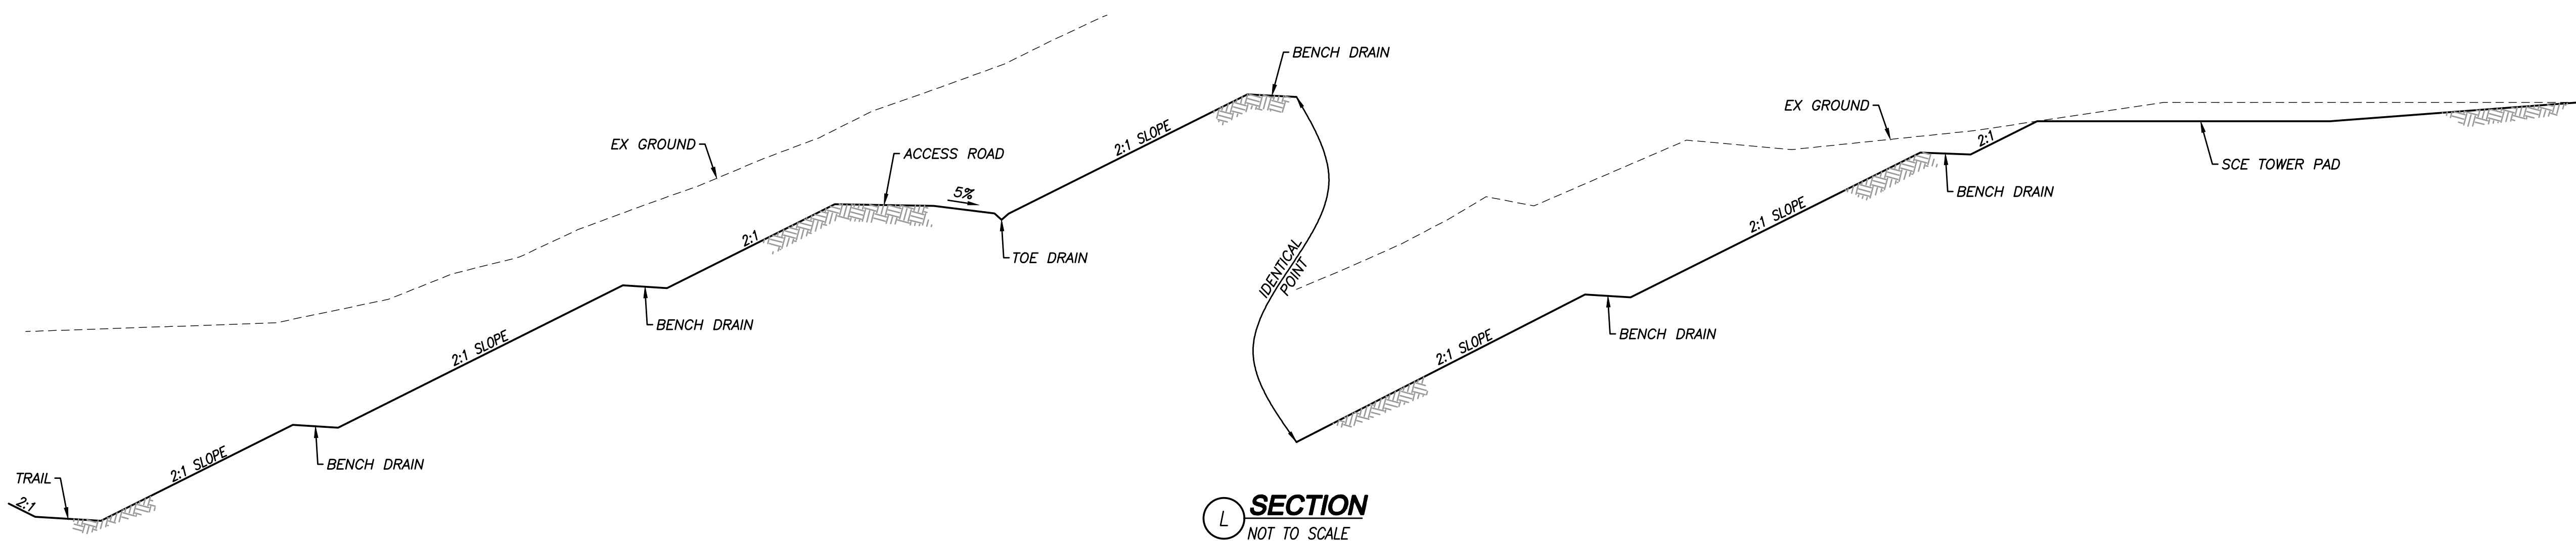 BENCH DRAIN
EX GROUND
ACCESS ROAD
2:1 SLOPE
5%
2:1
TOE DRAIN
BENCH DRAIN
2:1 SLOPE
BENCH DRAIN
2:1 SLOPE
TRAIL
2:1
IDENTICAL
POINT
EX GROUND
2:1
SCE TOWER PAD
BENCH DRAIN
2:1 SLOPE
BENCH DRAIN
2:1 SLOPE
L
SECTION
NOT TO SCALE